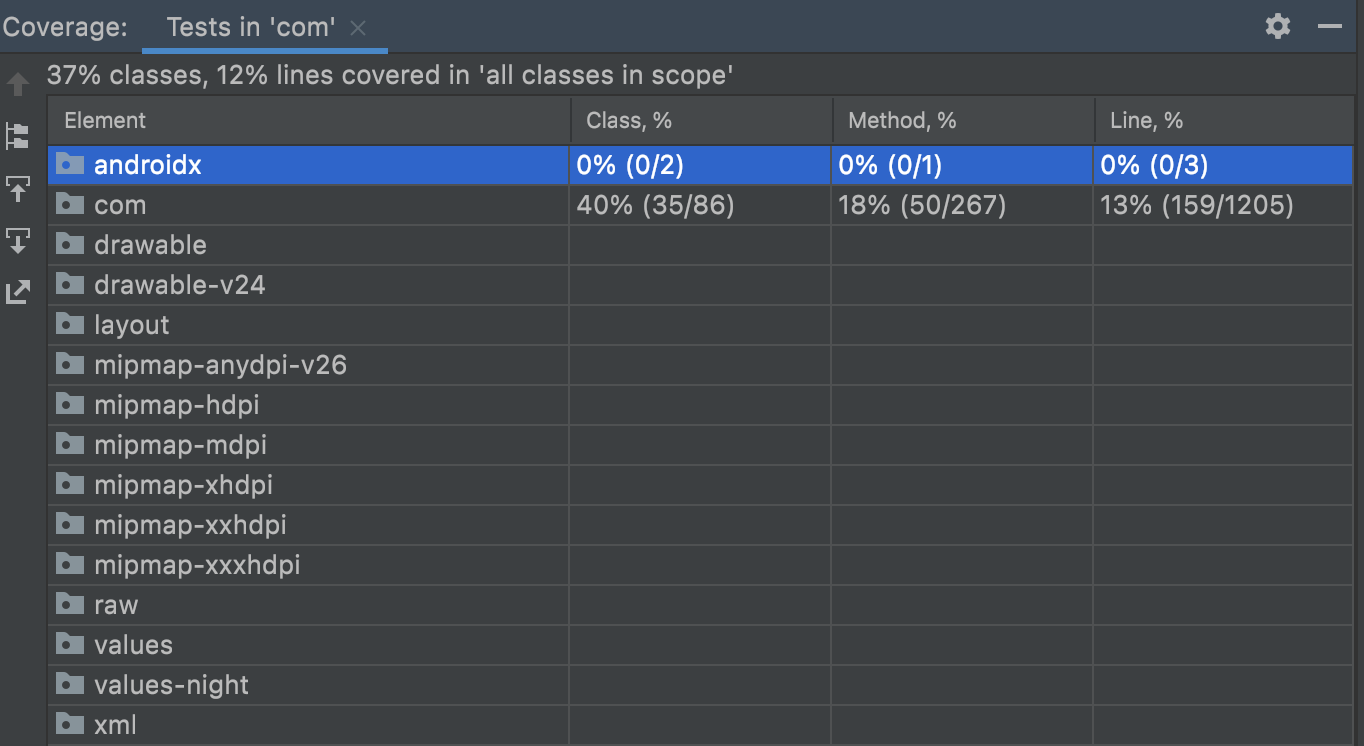 Coverage: Tests in 'com'
37% classes, 12% lines covered in 'all classes in scope'
Element Class, % Method, % Line, %
androidx 0% (0/2) 0% (0/1) 0% (0/3)
com 40% (35/86) 18% (50/267) 13% (159/1205)
drawable
drawable-v24
layout
mipmap-anydpi-v26
mipmap-hdpi
mipmap-mdpi
mipmap-xhdpi
mipmap-xxhdpi
mipmap-xxxhdpi
raw
values
values-night
xml